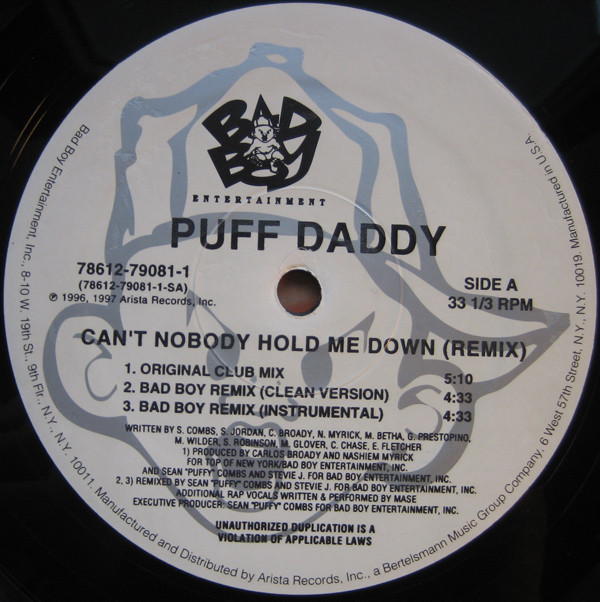 BAD BOY
ENTERTAINMENT
PUFF DADDY
78612-79081-1
(78612-79081-1-SA)
℗ 1996, 1997 Arista Records, Inc.
SIDE A
33 1/3 RPM
CAN'T NOBODY HOLD ME DOWN (REMIX)
1. ORIGINAL CLUB MIX 5:10
2. BAD BOY REMIX (CLEAN VERSION) 4:33
3. BAD BOY REMIX (INSTRUMENTAL) 4:33
WRITTEN BY S. COMBS, S. JORDAN, C. BROADY, N. MYRICK, M. BETHA, G. PRESTOPINO,
M. WILDER, S. ROBINSON, M. GLOVER, C. CHASE, E. FLETCHER
1) PRODUCED BY CARLOS BROADY AND NASHIEM MYRICK
FOR TOP OF NEW YORK/BAD BOY ENTERTAINMENT, INC.
AND SEAN "PUFFY" COMBS AND STEVIE J. FOR BAD BOY ENTERTAINMENT, INC.
2, 3) REMIXED BY SEAN "PUFFY" COMBS AND STEVIE J. FOR BAD BOY ENTERTAINMENT, INC.
ADDITIONAL RAP VOCALS WRITTEN & PERFORMED BY MASE
EXECUTIVE PRODUCER: SEAN "PUFFY" COMBS FOR BAD BOY ENTERTAINMENT, INC.
UNAUTHORIZED DUPLICATION IS A
VIOLATION OF APPLICABLE LAWS
Bad Boy Entertainment, Inc., 8-10 W. 19th St., 9th Flr., N.Y., N.Y. 10011. Manufactured and Distributed by Arista Records, Inc., a Bertelsmann Music Group Company, 6 West 57th Street, N.Y., N.Y. 10019. Manufactured in U.S.A.